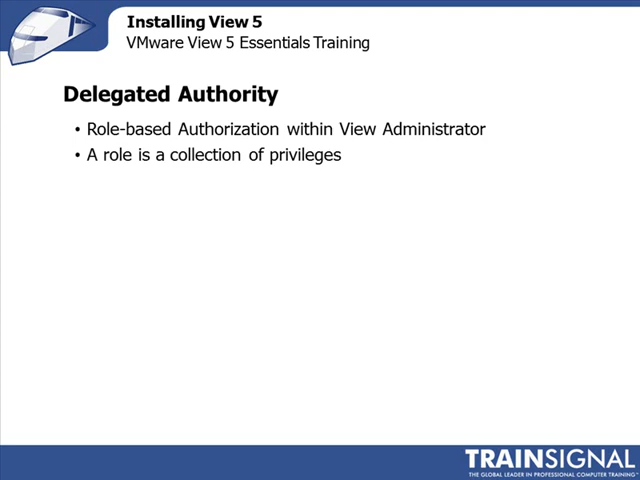 Installing View 5
VMware View 5 Essentials Training
Delegated Authority
• Role-based Authorization within View Administrator
• A role is a collection of privileges
TRAINSIGNAL
THE GLOBAL LEADER IN PROFESSIONAL COMPUTER TRAINING™